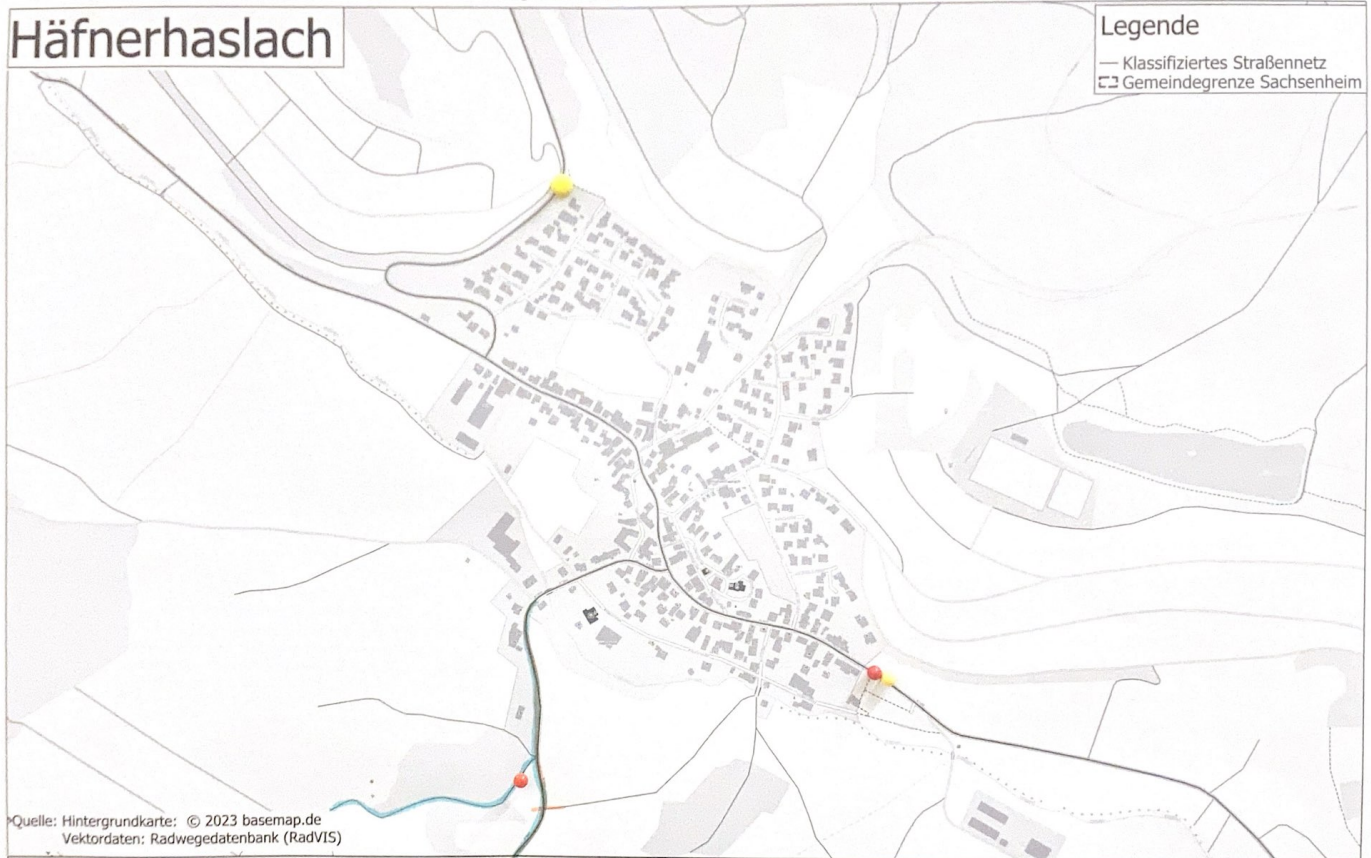 Häfnerhaslach
Legende
Klassifiziertes Straßennetz
Gemeindegrenze Sachsenheim
Quelle: Hintergrundkarte: © 2023 basemap.de
Vektordaten: Radwegedatenbank (RadVIS)